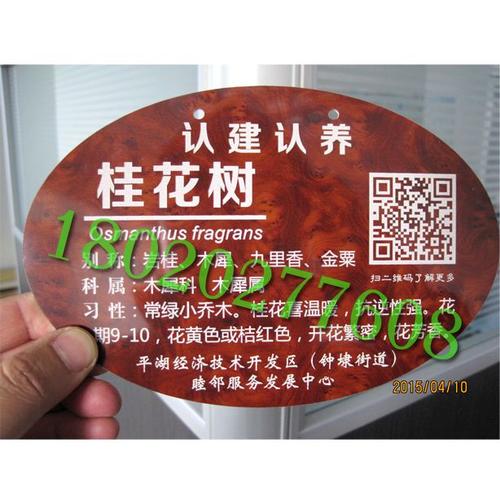 认建认养
桂花树
Osmanthus fragrans
别 称：岩桂、木犀、九里香、金粟
科 属：木犀科、木犀属
习 性：常绿小乔木。桂花喜温暖，抗逆性强。花
期9-10，花黄色或桔红色，开花繁密，花芳香
平湖经济技术开发区（钟埭街道）
睦邻服务发展中心
扫二维码了解更多
18020277608
2015/04/10